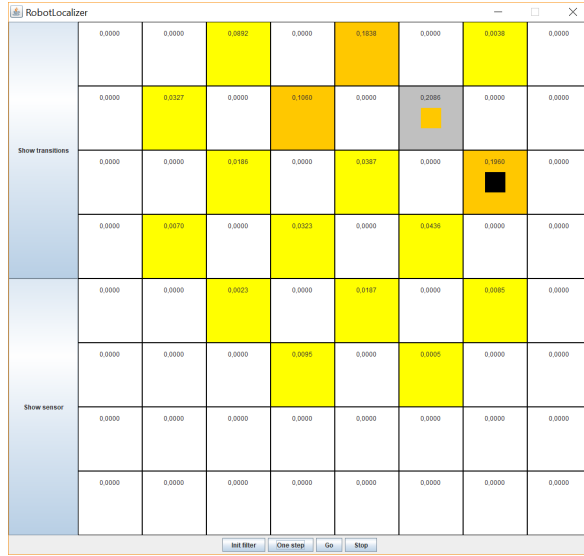 RobotLocalizer
0,0000 0,0000 0,0892 0,0000 0,1838 0,0000 0,0038 0,0000
0,0000 0,0327 0,0000 0,1060 0,0000 0,2086 0,0000 0,0000
Show transitions
0,0000 0,0000 0,0186 0,0000 0,0387 0,0000 0,1960 0,0000
0,0000 0,0070 0,0000 0,0323 0,0000 0,0436 0,0000 0,0000
0,0000 0,0000 0,0023 0,0000 0,0187 0,0000 0,0085 0,0000
0,0000 0,0000 0,0000 0,0095 0,0000 0,0005 0,0000 0,0000
Show sensor
0,0000 0,0000 0,0000 0,0000 0,0000 0,0000 0,0000 0,0000
0,0000 0,0000 0,0000 0,0000 0,0000 0,0000 0,0000 0,0000
Init filter One step Go Stop